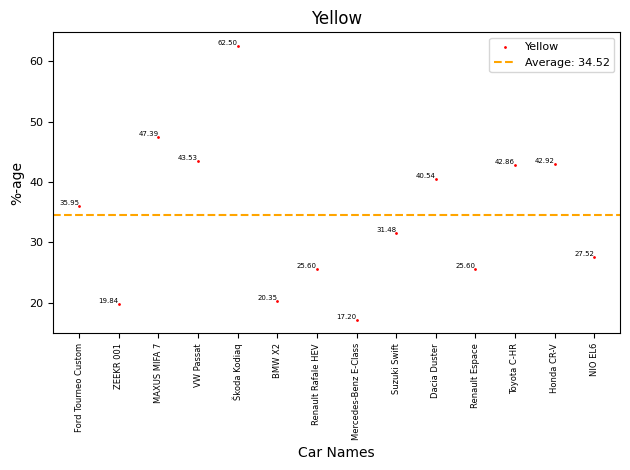 Yellow
%-age
60
50
40
30
20
Yellow
Average: 34.52
35.95
19.84
47.39
43.53
62.50
20.35
25.60
17.20
31.48
40.54
25.60
42.86
42.92
27.52
Ford Tourneo Custom
ZEEKR 001
MAXUS MIFA 7
VW Passat
Škoda Kodiaq
BMW X2
Renault Rafale HEV
Mercedes-Benz E-Class
Suzuki Swift
Dacia Duster
Renault Espace
Toyota C-HR
Honda CR-V
NIO EL6
Car Names